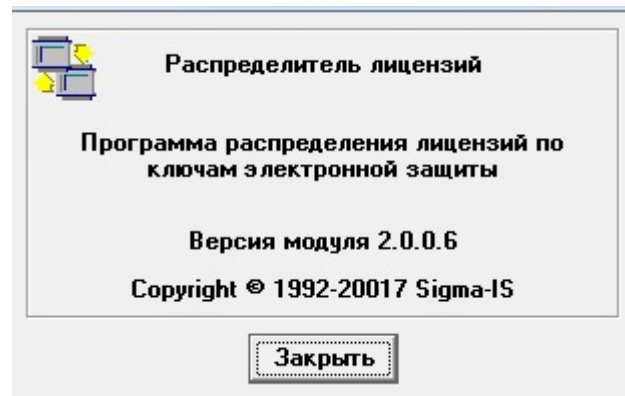 Распределитель лицензий
Программа распределения лицензий по
ключам электронной защиты
Версия модуля 2.0.0.6
Copyright © 1992-20017 Sigma-IS
Закрыть